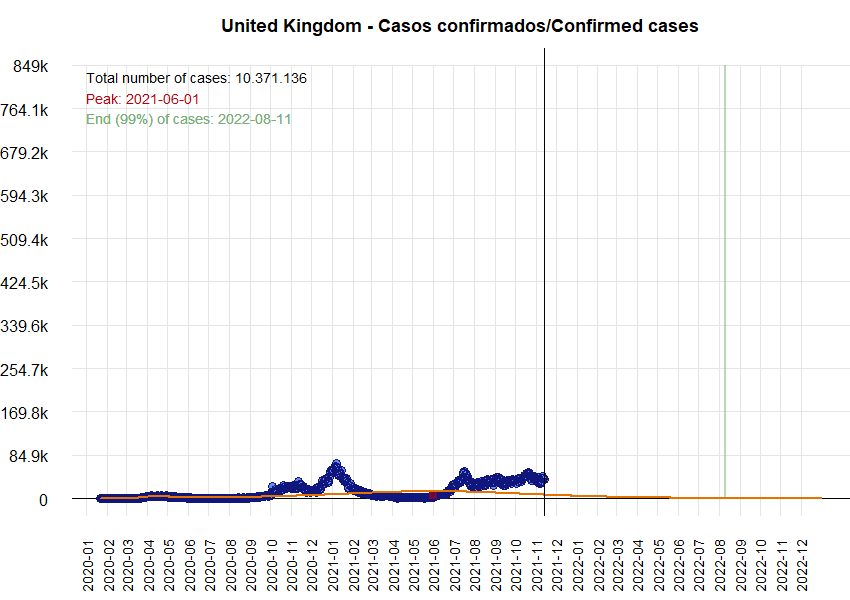 United Kingdom - Casos confirmados/Confirmed cases
849k
Total number of cases: 10.371.136
Peak: 2021-06-01
764.1k
End (99%) of cases: 2022-08-11
679.2k
594.3k
509.4k
424.5k
339.6k
254.7k
169.8k
84.9k
0
2020-01
2020-02
2020-03
2020-04
2020-05
2020-06
2020-07
2020-08
2020-09
2020-10
2020-11
2020-12
2021-01
2021-02
2021-03
2021-04
2021-05
2021-06
2021-07
2021-08
2021-09
2021-10
2021-11
2021-12
2022-01
2022-02
2022-03
2022-04
2022-05
2022-06
2022-07
2022-08
2022-09
2022-10
2022-11
2022-12